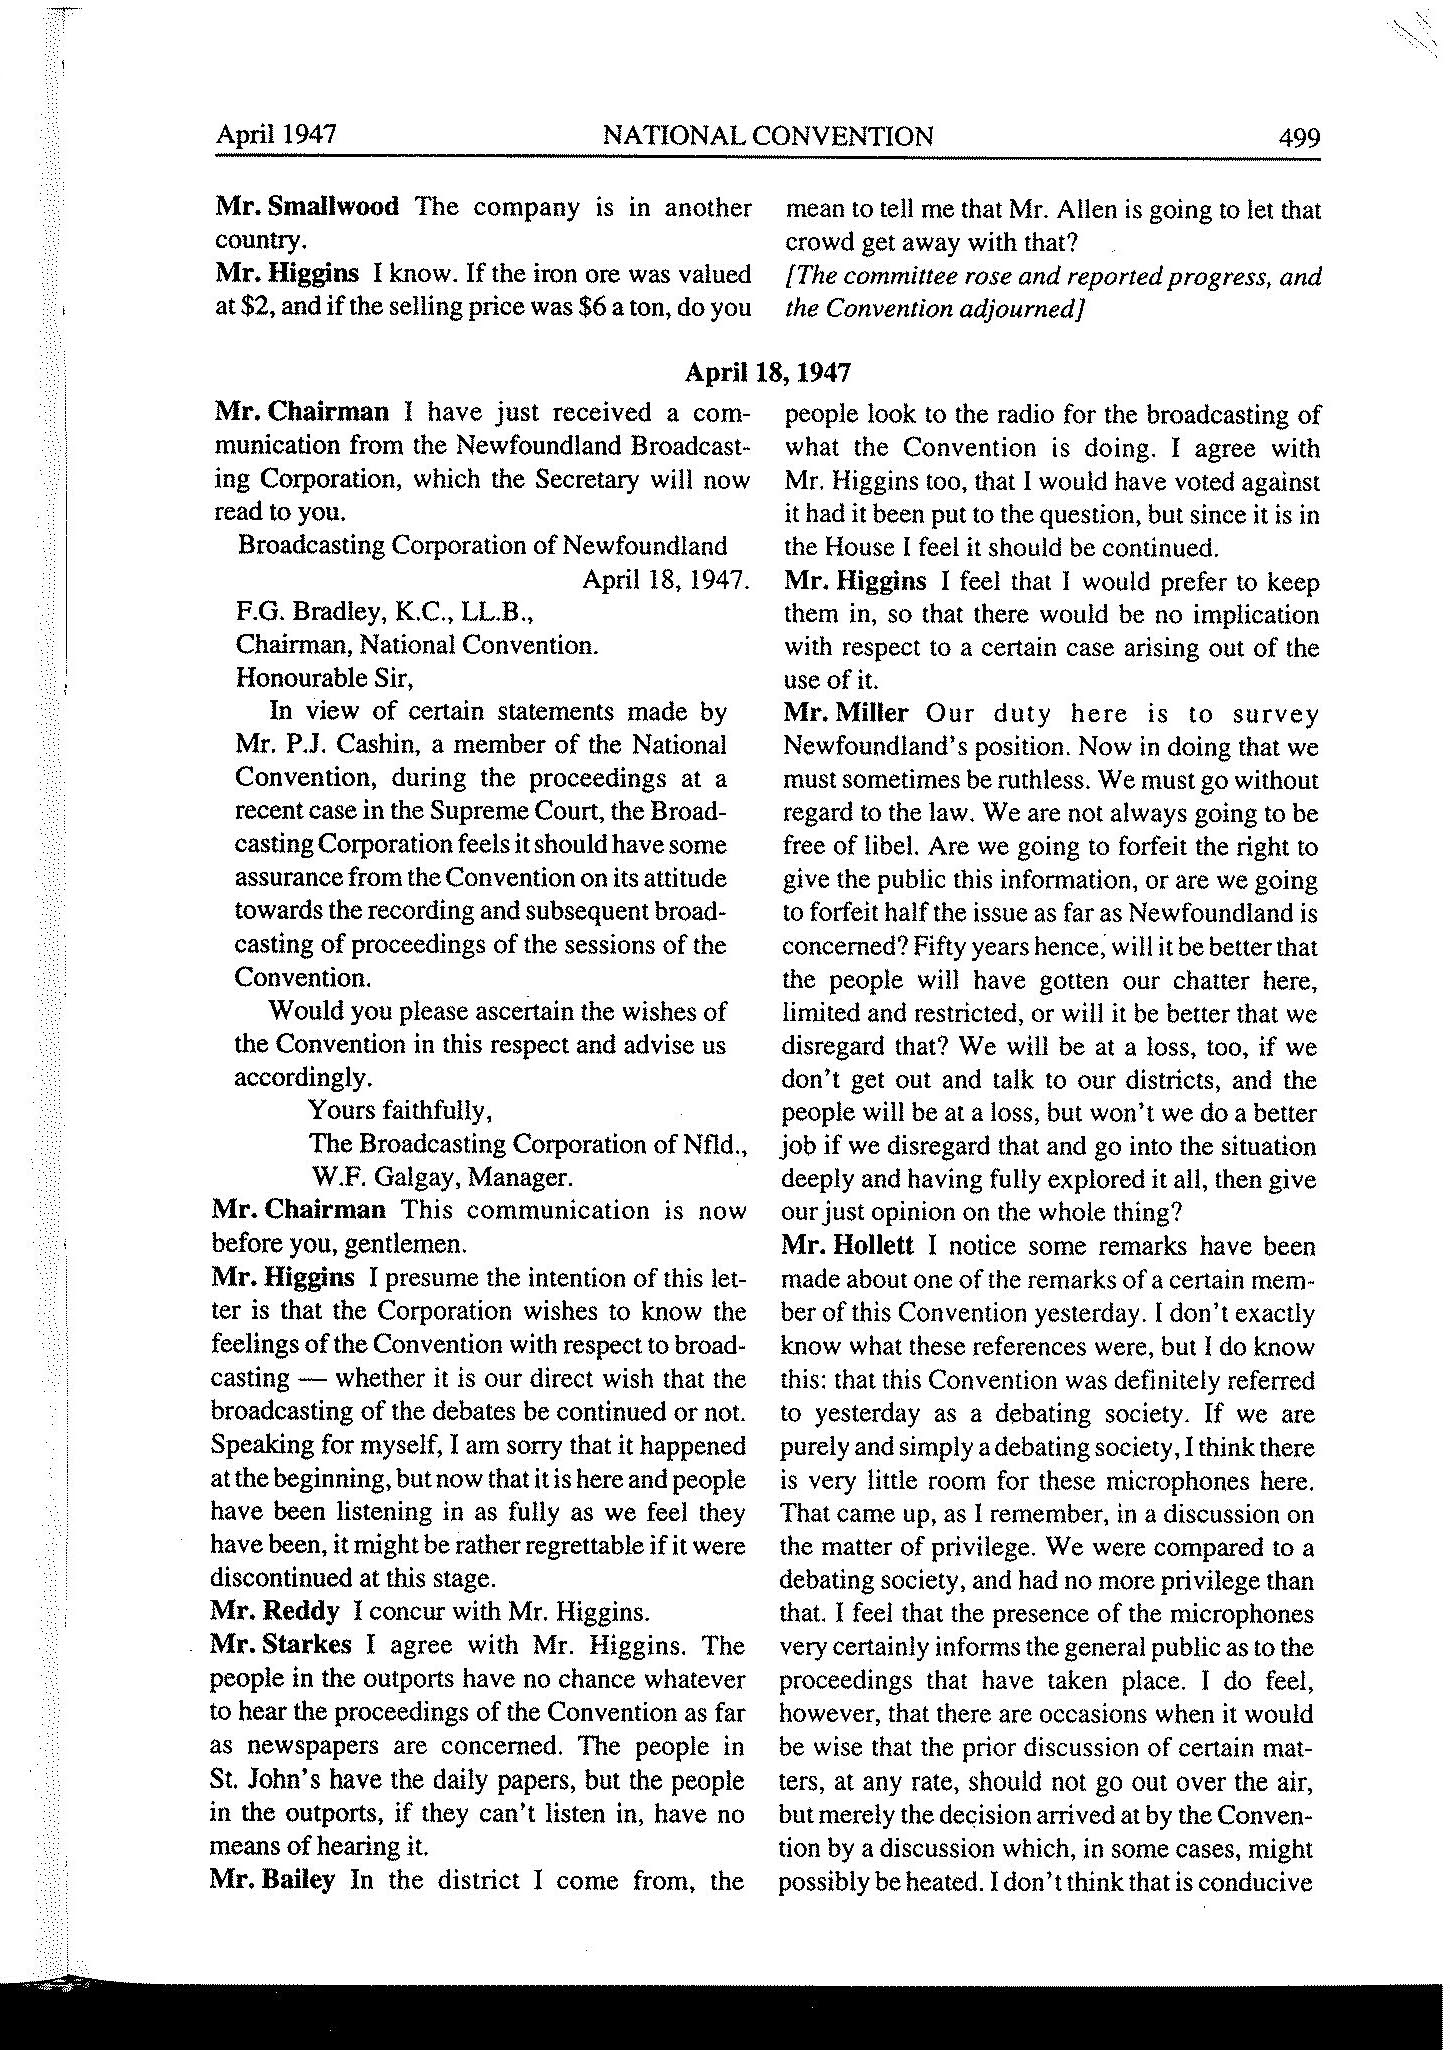 April 1947 NATIONAL CONVENTION 499
Mr. Smallwood The company is in another
country.
Mr. Higgins I know. If the iron ore was valued
at $2, and if the selling price was $6 a ton, do you
mean to tell me that Mr. Allen is going to let that
crowd get away with that?
[The committee rose and reported progress, and
the Convention adjourned]
April 18, 1947
Mr. Chairman I have just received a com-
munication from the Newfoundland Broadcast-
ing Corporation, which the Secretary will now
read to you.
Broadcasting Corporation of Newfoundland
April 18, 1947.
F.G. Bradley, K.C., LL.B.,
Chairman, National Convention.
Honourable Sir,
In view of certain statements made by
Mr. P.J. Cashin, a member of the National
Convention, during the proceedings at a
recent case in the Supreme Court, the Broad-
casting Corporation feels it should have some
assurance from the Convention on its attitude
towards the recording and subsequent broad-
casting of proceedings of the sessions of the
Convention.
Would you please ascertain the wishes of
the Convention in this respect and advise us
accordingly.
Yours faithfully,
The Broadcasting Corporation of Nfld.,
W.F. Galgay, Manager.
Mr. Chairman This communication is now
before you, gentlemen.
Mr. Higgins I presume the intention of this let-
ter is that the Corporation wishes to know the
feelings of the Convention with respect to broad-
casting — whether it is our direct wish that the
broadcasting of the debates be continued or not.
Speaking for myself, I am sorry that it happened
at the beginning, but now that it is here and people
have been listening in as fully as we feel they
have been, it might be rather regrettable if it were
discontinued at this stage.
Mr. Reddy I concur with Mr. Higgins.
Mr. Starkes I agree with Mr. Higgins. The
people in the outports have no chance whatever
to hear the proceedings of the Convention as far
as newspapers are concerned. The people in
St. John's have the daily papers, but the people
in the outports, if they can't listen in, have no
means of hearing it.
Mr. Bailey In the district I come from, the
people look to the radio for the broadcasting of
what the Convention is doing. I agree with
Mr. Higgins too, that I would have voted against
it had it been put to the question, but since it is in
the House I feel it should be continued.
Mr. Higgins I feel that I would prefer to keep
them in, so that there would be no implication
with respect to a certain case arising out of the
use of it.
Mr. Miller Our duty here is to survey
Newfoundland's position. Now in doing that we
must sometimes be ruthless. We must go without
regard to the law. We are not always going to be
free of libel. Are we going to forfeit the right to
give the public this information, or are we going
to forfeit half the issue as far as Newfoundland is
concerned? Fifty years hence, will it be better that
the people will have gotten our chatter here,
limited and restricted, or will it be better that we
disregard that? We will be at a loss, too, if we
don't get out and talk to our districts, and the
people will be at a loss, but won't we do a better
job if we disregard that and go into the situation
deeply and having fully explored it all, then give
our just opinion on the whole thing?
Mr. Hollett I notice some remarks have been
made about one of the remarks of a certain mem-
ber of this Convention yesterday. I don't exactly
know what these references were, but I do know
this: that this Convention was definitely referred
to yesterday as a debating society. If we are
purely and simply a debating society, I think there
is very little room for these microphones here.
That came up, as I remember, in a discussion on
the matter of privilege. We were compared to a
debating society, and had no more privilege than
that. I feel that the presence of the microphones
very certainly informs the general public as to the
proceedings that have taken place. I do feel,
however, that there are occasions when it would
be wise that the prior discussion of certain mat-
ters, at any rate, should not go out over the air,
but merely the decision arrived at by the Conven-
tion by a discussion which, in some cases, might
possibly be heated. I don't think that is conducive